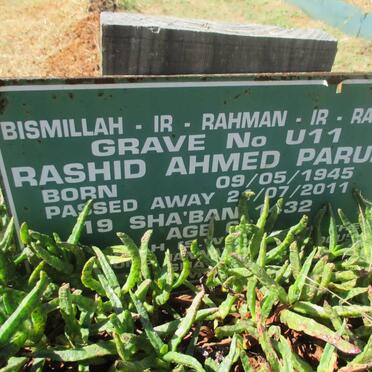 BISMILLAH - IR - RAHMAN - IR - RA
GRAVE No U11
RASHID AHMED PARU
BORN 09/05/1945
PASSED AWAY 2 /07/2011
19 SHA'BAN 432
AGE